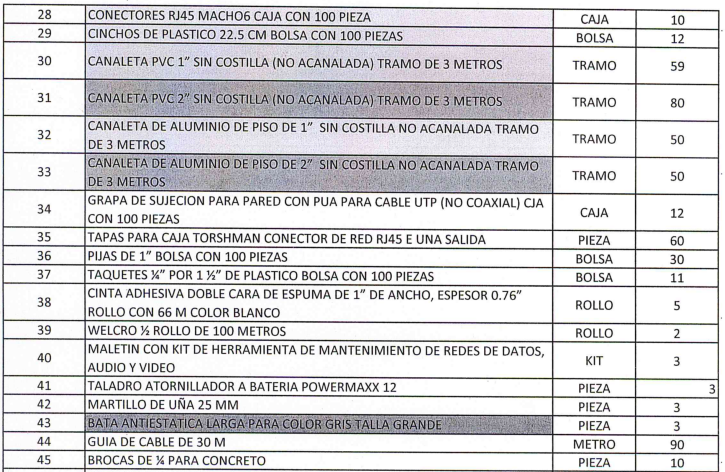 28 CONECTORES RJ45 MACHO6 CAJA CON 100 PIEZA CAJA 10
29 CINCHOS DE PLASTICO 22.5 CM BOLSA CON 100 PIEZAS BOLSA 12
30 CANALETA PVC 1” SIN COSTILLA (NO ACANALADA) TRAMO DE 3 METROS TRAMO 59
31 CANALETA PVC 2” SIN COSTILLA (NO ACANALADA) TRAMO DE 3 METROS TRAMO 80
32 CANALETA DE ALUMINIO DE PISO DE 1” SIN COSTILLA NO ACANALADA TRAMO
DE 3 METROS TRAMO 50
33 CANALETA DE ALUMINIO DE PISO DE 2” SIN COSTILLA NO ACANALADA TRAMO
DE 3 METROS TRAMO 50
34 GRAPA DE SUJECION PARA PARED CON PUA PARA CABLE UTP (NO COAXIAL) CJA
CON 100 PIEZAS CAJA 12
35 TAPAS PARA CAJA TORSHMAN CONECTOR DE RED RJ45 E UNA SALIDA PIEZA 60
36 PIJAS DE 1” BOLSA CON 100 PIEZAS BOLSA 30
37 TAQUETES ¼” POR 1 ½” DE PLASTICO BOLSA CON 100 PIEZAS BOLSA 11
38 CINTA ADHESIVA DOBLE CARA DE ESPUMA DE 1” DE ANCHO, ESPESOR 0.76”
ROLLO CON 66 M COLOR BLANCO ROLLO 5
39 WELCRO ½ ROLLO DE 100 METROS ROLLO 2
40 MALETIN CON KIT DE HERRAMIENTA DE MANTENIMIENTO DE REDES DE DATOS,
AUDIO Y VIDEO KIT 3
41 TALADRO ATORNILLADOR A BATERIA POWERMAXX 12 PIEZA 3
42 MARTILLO DE UÑA 25 MM PIEZA 3
43 BATA ANTIESTATICA LARGA PARA COLOR GRIS TALLA GRANDE PIEZA 3
44 GUIA DE CABLE DE 30 M METRO 90
45 BROCAS DE ¼ PARA CONCRETO PIEZA 10